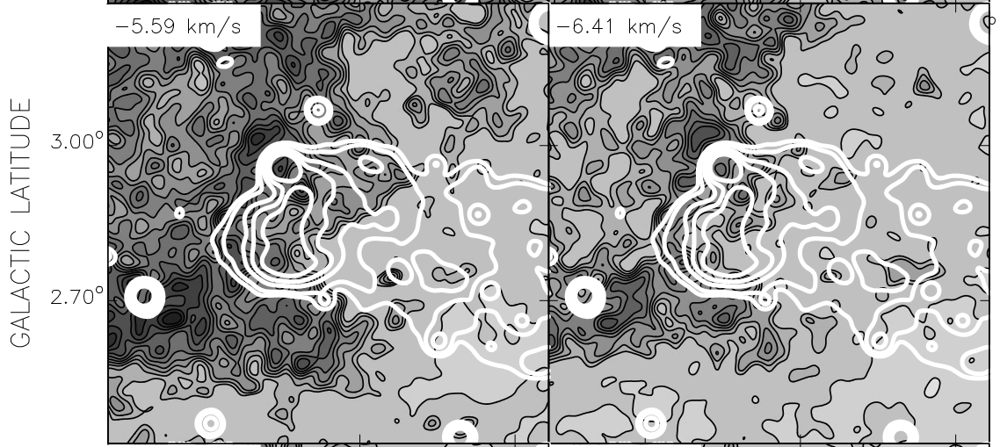 −5.59 km/s
−6.41 km/s
GALACTIC LATITUDE
3.00°
2.70°